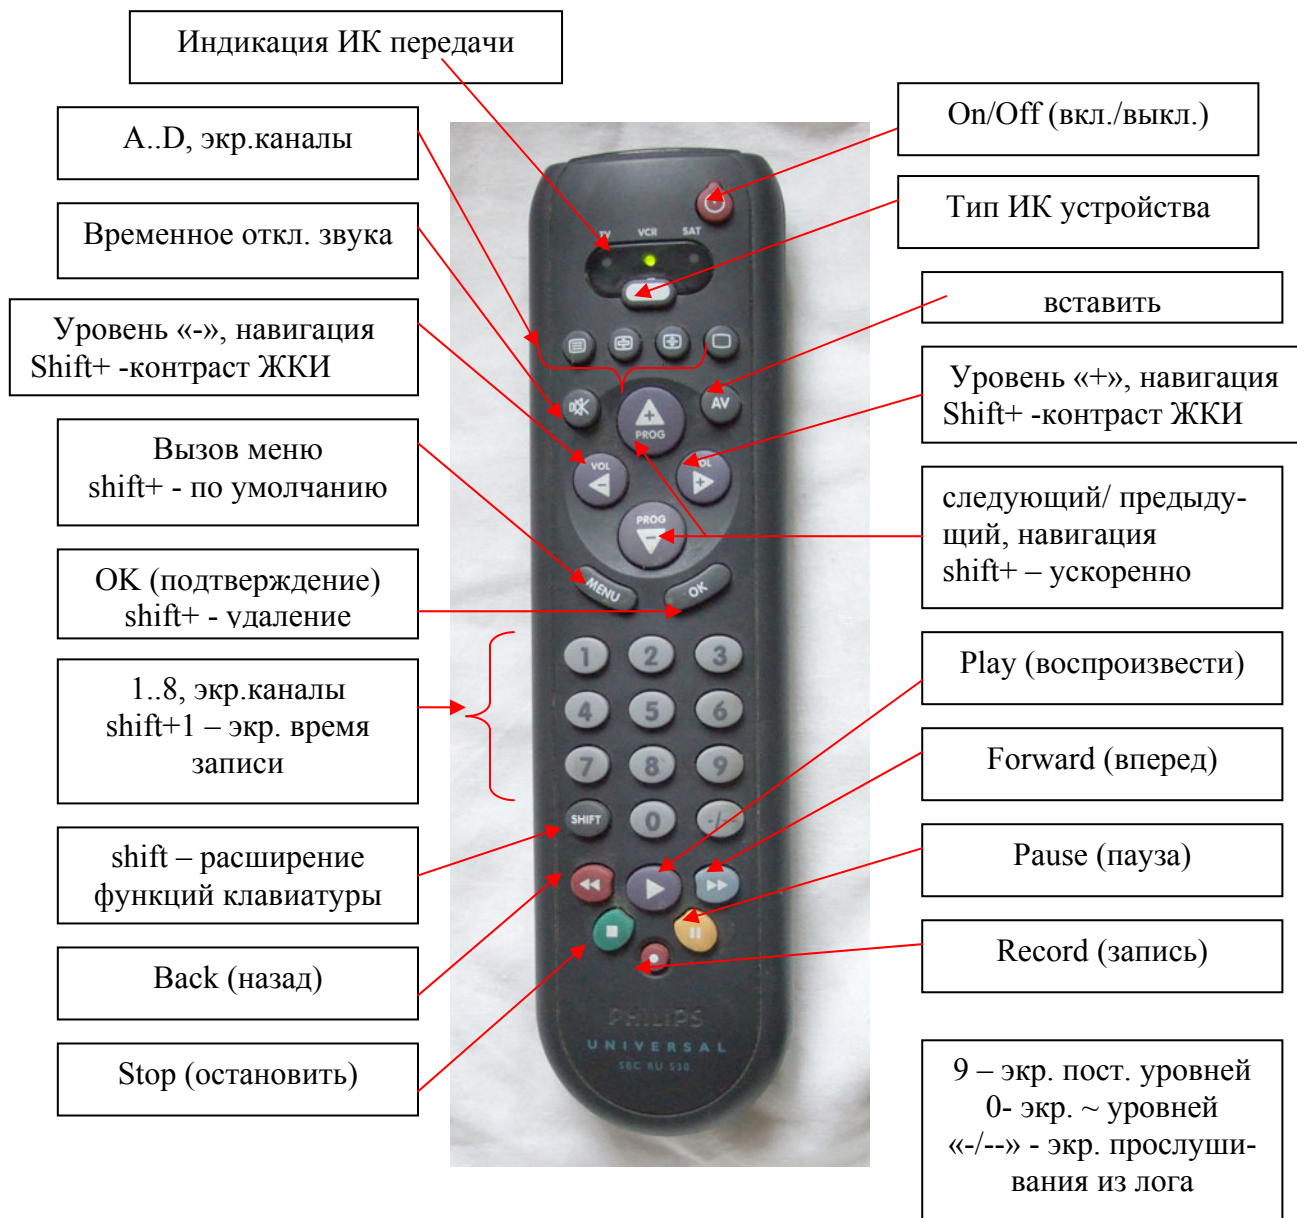 Индикация ИК передачи
A..D, экр.каналы
Временное откл. звука
Уровень «-», навигация
Shift+ -контраст ЖКИ
Вызов меню
shift+ - по умолчанию
OK (подтверждение)
shift+ - удаление
1..8, экр.каналы
shift+1 – экр. время
записи
shift – расширение
функций клавиатуры
Back (назад)
Stop (остановить)
TV VCR SAT
AV
PROG
VOL
VOL
PROG
MENU
OK
1 2 3
4 5 6
7 8 9
SHIFT 0 -/--
PHILIPS
UNIVERSAL
SBC RU 530
On/Off (вкл./выкл.)
Тип ИК устройства
вставить
Уровень «+», навигация
Shift+ -контраст ЖКИ
следующий/ предыду-
щий, навигация
shift+ – ускоренно
Play (воспроизвести)
Forward (вперед)
Pause (пауза)
Record (запись)
9 – экр. пост. уровней
0- экр. ~ уровней
«-/--» - экр. прослуши-
вания из лога